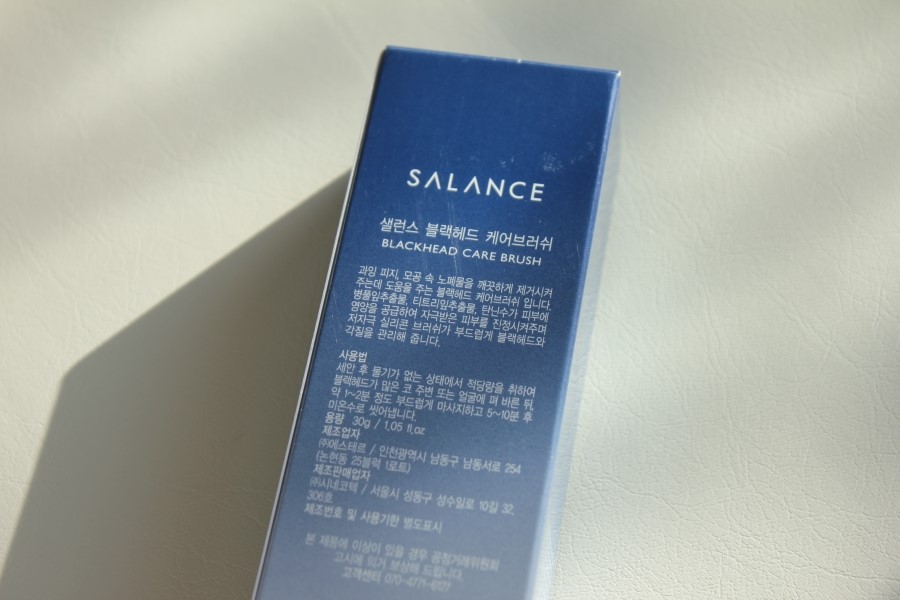 SALANCE
샐런스 블랙헤드 케어브러쉬
BLACKHEAD CARE BRUSH
과잉 피지, 모공 속 노폐물을 깨끗하게 제거시켜
주는데 도움을 주는 블랙헤드 케어브러쉬 입니다.
병풀잎추출물, 티트리잎추출물, 탄닌수가 피부에
영양을 공급하여 자극받은 피부를 진정시켜주며
저자극 실리콘 브러쉬가 부드럽게 블랙헤드와
각질을 관리해 줍니다.
사용법
세안 후 물기가 없는 상태에서 적당량을 취하여
블랙헤드가 많은 코 주변 또는 얼굴에 펴 바른 뒤,
약 1~2분 정도 부드럽게 마사지하고 5~10분 후
미온수로 씻어냅니다.
용량 30g / 1.05 fl.oz
제조업자
㈜에스테르 / 인천광역시 남동구 남동서로 254
(논현동 25블럭 1로트)
제조판매업자
㈜시네코텍 / 서울시 성동구 성수일로 10길 32,
306호
제조번호 및 사용기한 별도표시
본 제품에 이상이 있을 경우 공정거래위원회
고시에 의거 보상해 드립니다.
고객센터 070-4771-6127